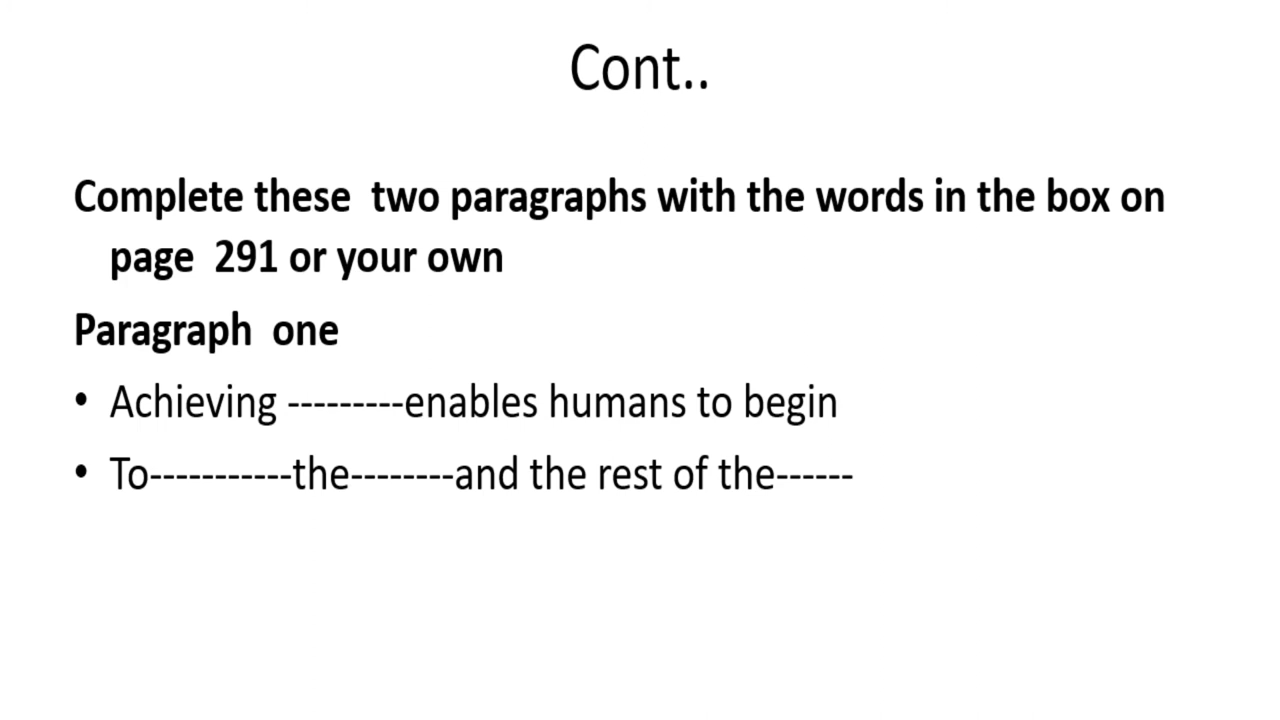 Cont..
Complete these two paragraphs with the words in the box on
page 291 or your own
Paragraph one
• Achieving ---------enables humans to begin
• To-----------the--------and the rest of the------